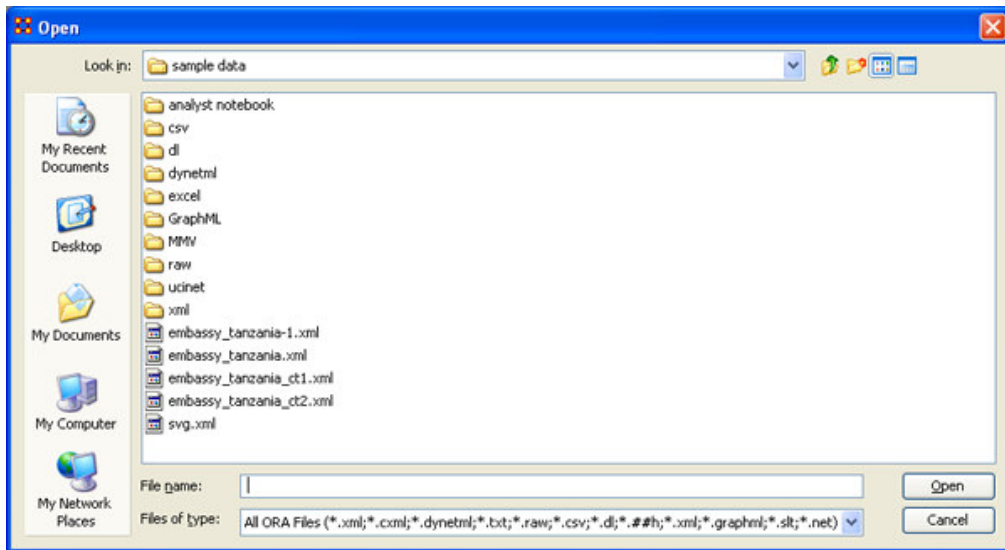 Open
Look in: sample data
My Recent
Documents
Desktop
My Documents
My Computer
My Network
Places
analyst notebook
csv
dl
dynetml
excel
GraphML
MMV
raw
ucinet
xml
embassy_tanzania-1.xml
embassy_tanzania.xml
embassy_tanzania_ct1.xml
embassy_tanzania_ct2.xml
svg.xml
File name:
Open
Files of type: All ORA Files (*.xml;*.cxml;*.dynetml;*.txt;*.raw;*.csv;*.dl;*.##h;*.xml;*.graphml;*.slt;*.net)
Cancel